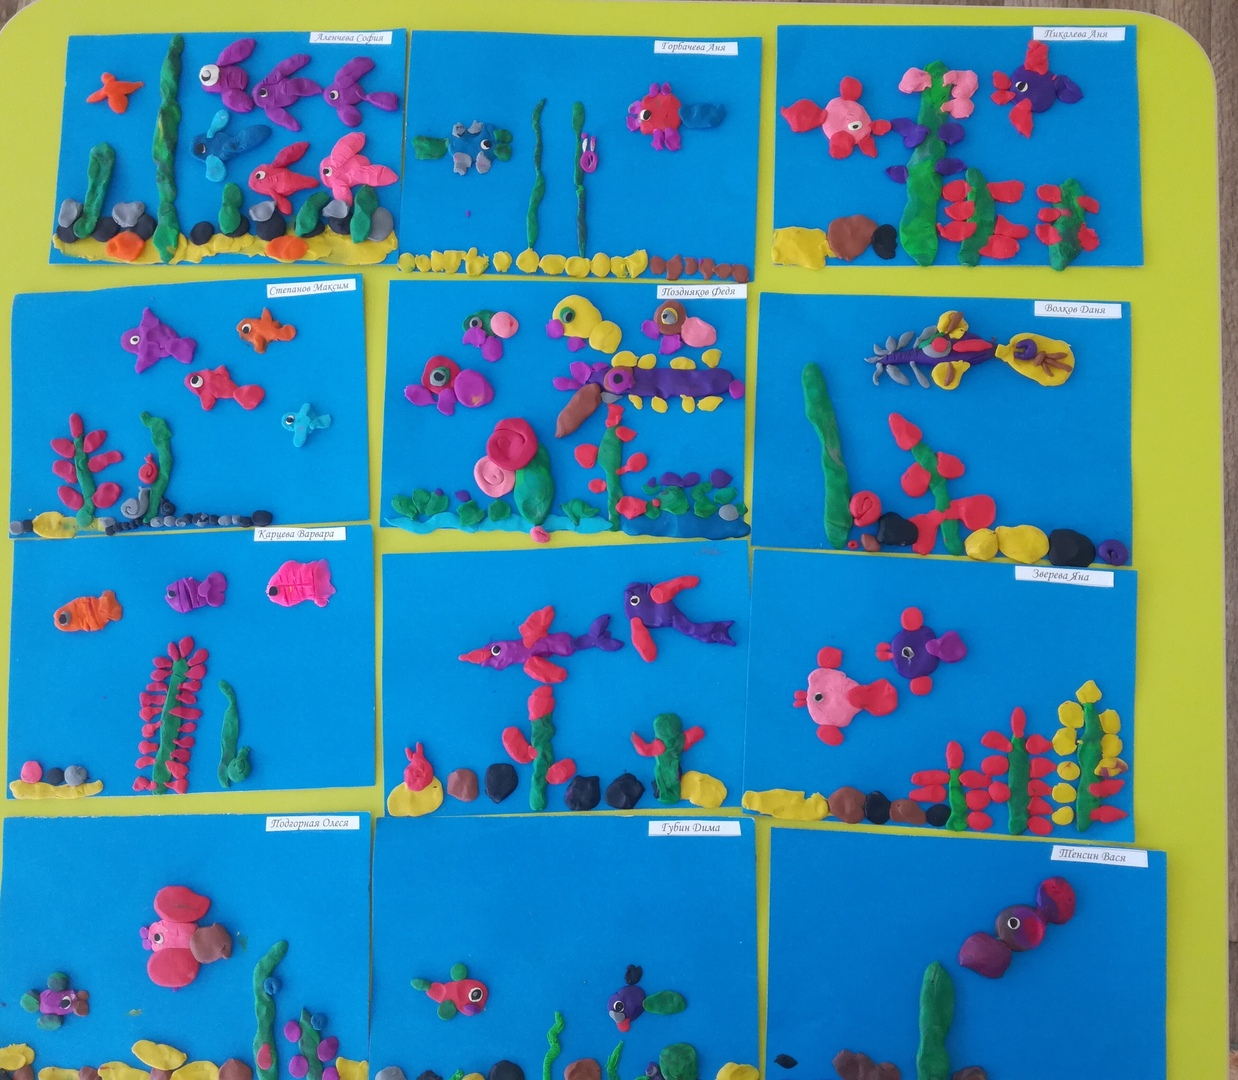 Аленчева София
Горбачева Аня
Пикалева Аня
Степанов Максим
Поздняков Федя
Волков Даня
Карцева Варвара
Зверева Яна
Подгорная Олеся
Губин Дима
Тенсин Вася